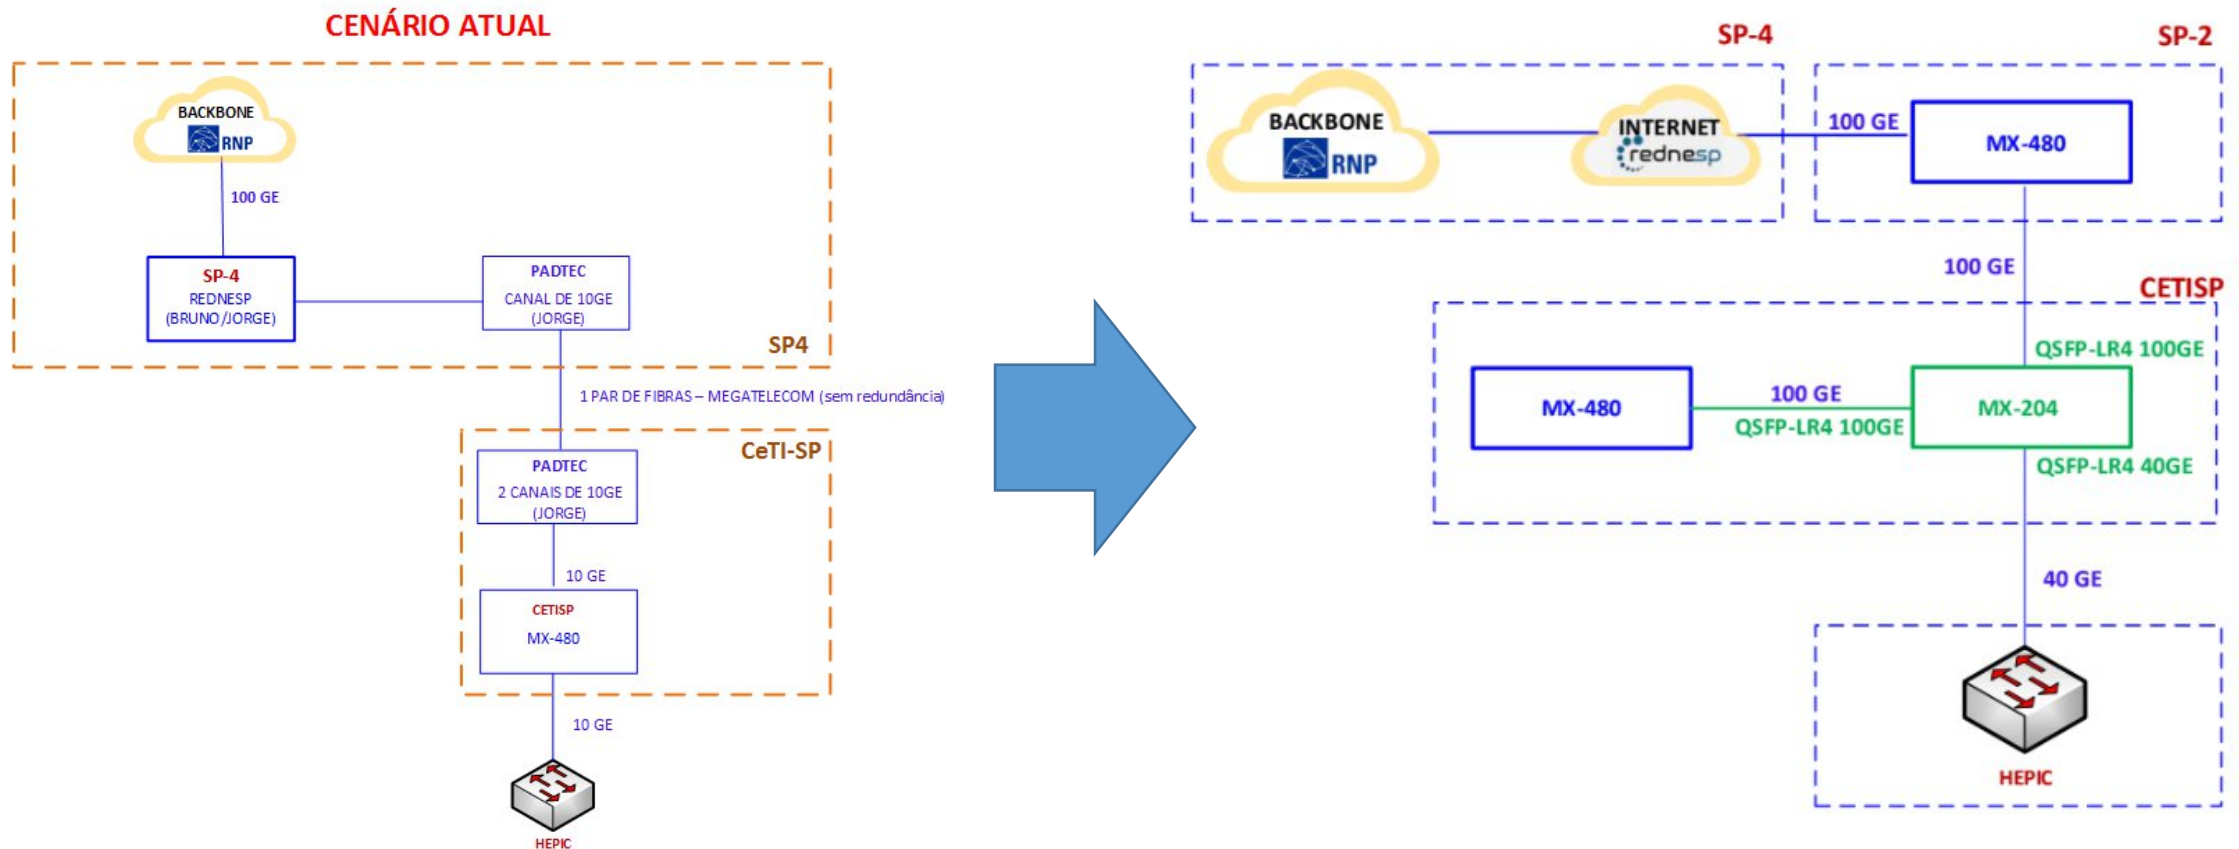 CENÁRIO ATUAL
BACKBONE
RNP
100 GE
SP-4
REDNESP
(BRUNO/JORGE)
PADTEC
CANAL DE 10GE
(JORGE)
SP4
1 PAR DE FIBRAS – MEGATELECOM (sem redundância)
CeTI-SP
PADTEC
2 CANAIS DE 10GE
(JORGE)
10 GE
CETISP
MX-480
10 GE
HEPIC
SP-4
SP-2
BACKBONE
RNP
INTERNET
rednesp
100 GE
MX-480
100 GE
CETISP
QSFP-LR4 100GE
MX-480
100 GE
QSFP-LR4 100GE
MX-204
QSFP-LR4 40GE
40 GE
HEPIC